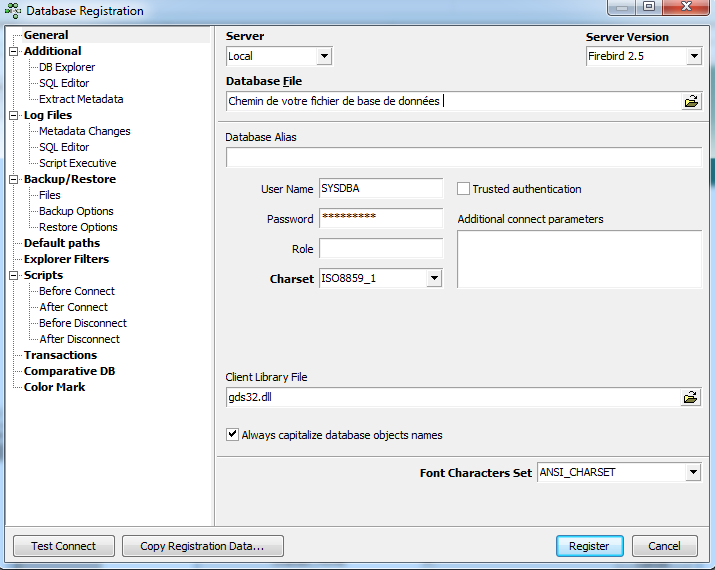 Database Registration
General
Additional
DB Explorer
SQL Editor
Extract Metadata
Log Files
Metadata Changes
SQL Editor
Script Executive
Backup/Restore
Files
Backup Options
Restore Options
Default paths
Explorer Filters
Scripts
Before Connect
After Connect
Before Disconnect
After Disconnect
Transactions
Comparative DB
Color Mark
Server
Server Version
Local
Firebird 2.5
Database File
Chemin de votre fichier de base de données
Database Alias
User Name SYSDBA
Trusted authentication
Password *********
Additional connect parameters
Role
Charset ISO8859_1
Client Library File
gds32.dll
Always capitalize database objects names
Font Characters Set ANSI_CHARSET
Test Connect
Copy Registration Data...
Register
Cancel